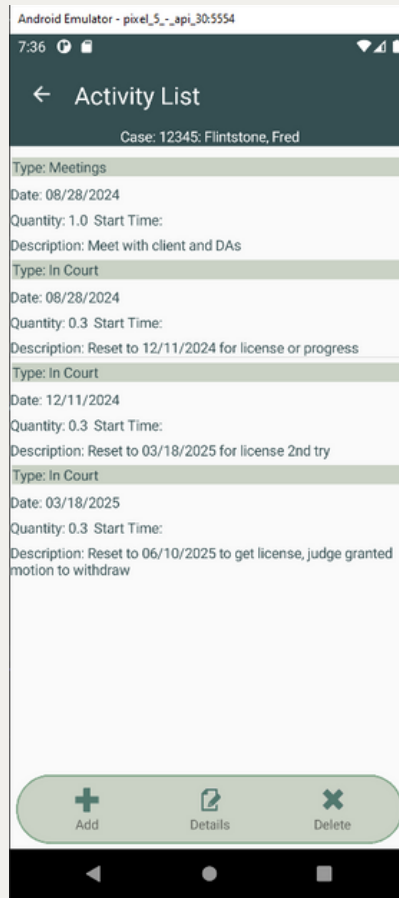 Android Emulator - pixel_5_-_api_30:5554
7:36
Activity List
Case: 12345: Flintstone, Fred
Type: Meetings
Date: 08/28/2024
Quantity: 1.0 Start Time:
Description: Meet with client and DAs
Type: In Court
Date: 08/28/2024
Quantity: 0.3 Start Time:
Description: Reset to 12/11/2024 for license or progress
Type: In Court
Date: 12/11/2024
Quantity: 0.3 Start Time:
Description: Reset to 03/18/2025 for license 2nd try
Type: In Court
Date: 03/18/2025
Quantity: 0.3 Start Time:
Description: Reset to 06/10/2025 to get license, judge granted
motion to withdraw
Add Details Delete